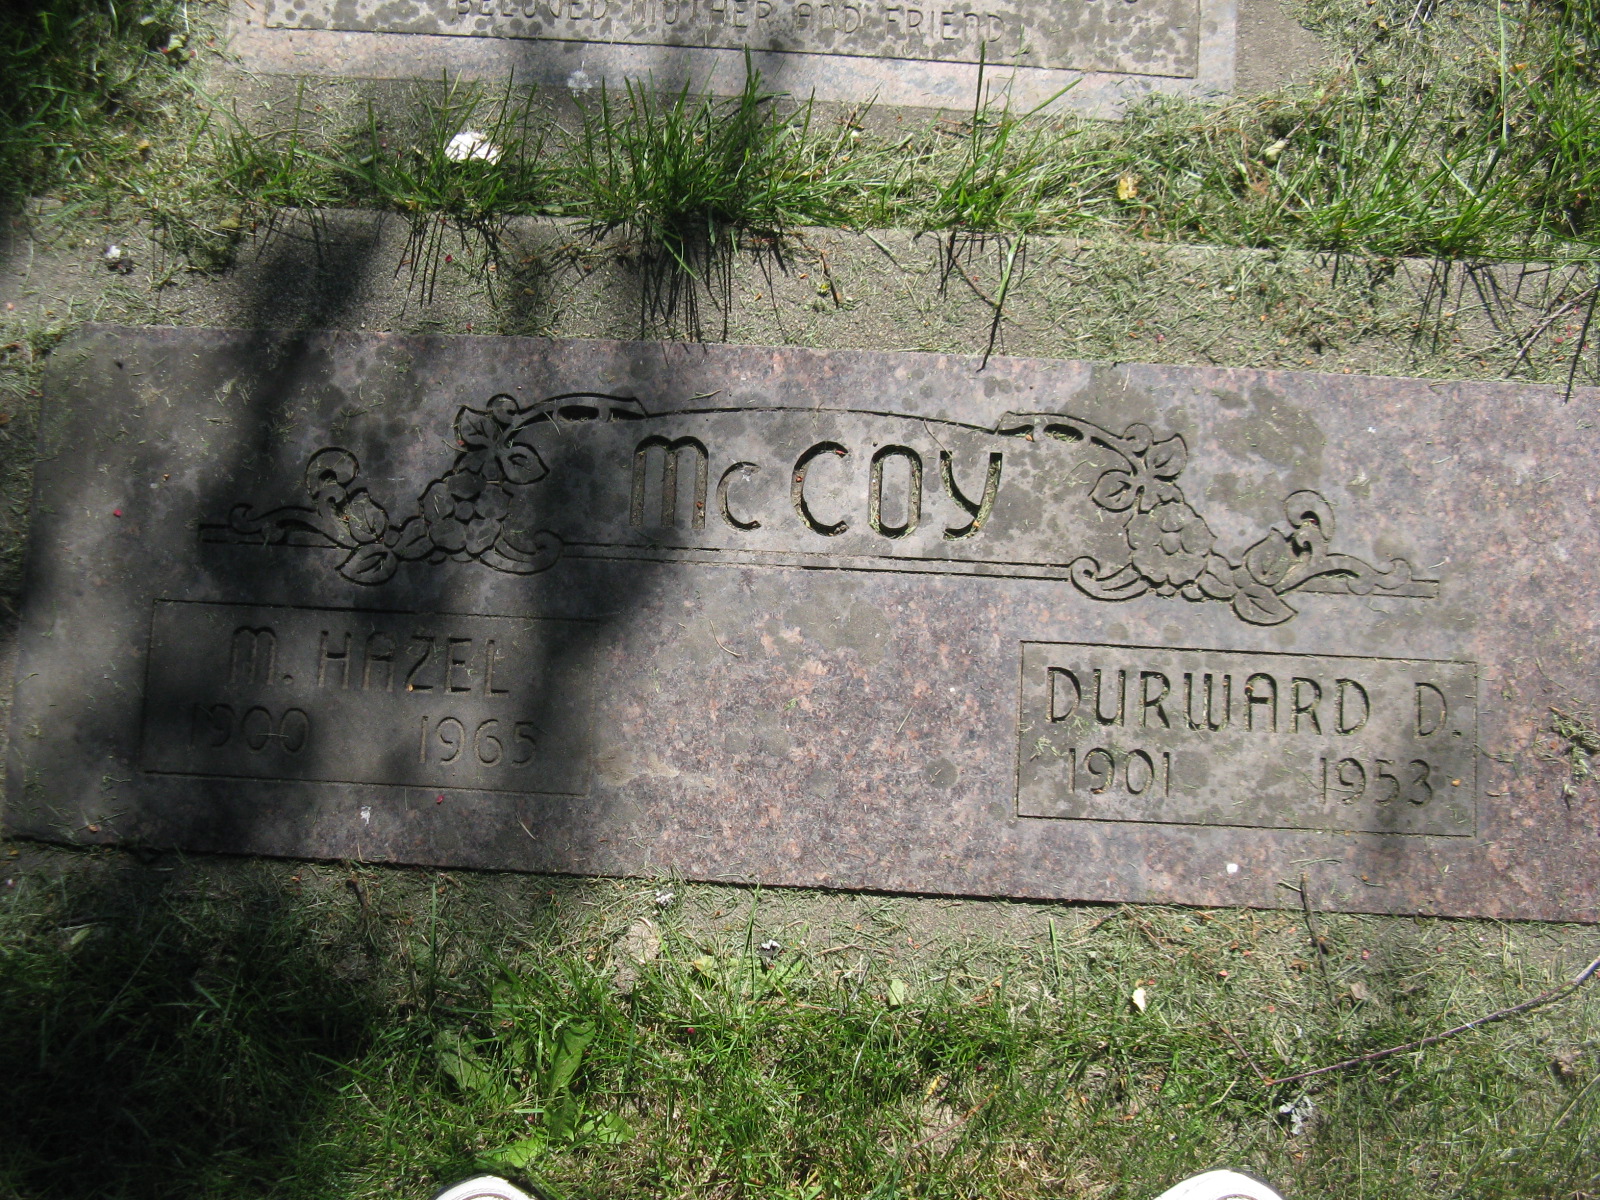 BELOVED MOTHER AND FRIEND
McCOY
M. HAZEL
1900 1965
DURWARD D.
1901 1953